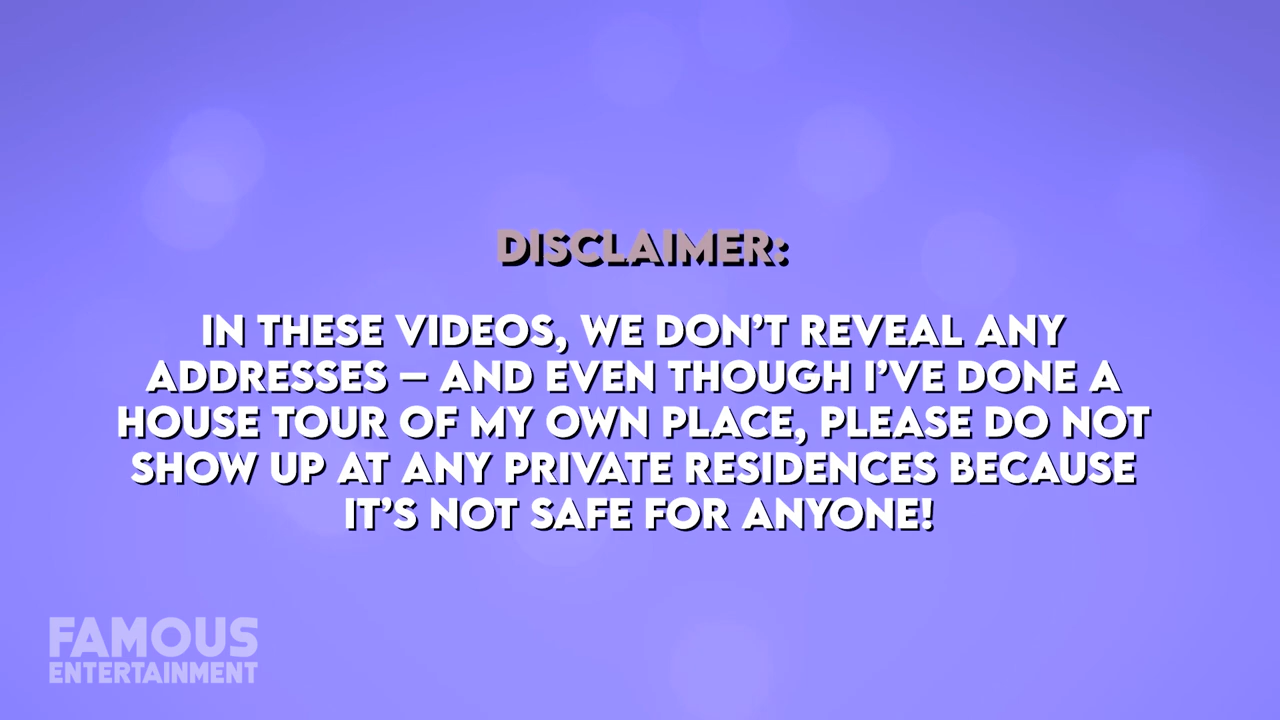 DISCLAIMER:
IN THESE VIDEOS, WE DON’T REVEAL ANY
ADDRESSES – AND EVEN THOUGH I’VE DONE A
HOUSE TOUR OF MY OWN PLACE, PLEASE DO NOT
SHOW UP AT ANY PRIVATE RESIDENCES BECAUSE
IT’S NOT SAFE FOR ANYONE!
FAMOUS
ENTERTAINMENT